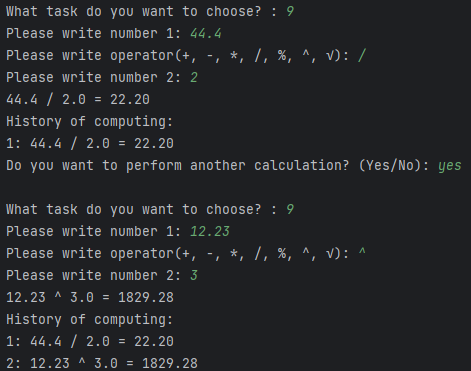 What task do you want to choose? : 9
Please write number 1: 44.4
Please write operator(+, -, *, /, %, ^, √): /
Please write number 2: 2
44.4 / 2.0 = 22.20
History of computing:
1: 44.4 / 2.0 = 22.20
Do you want to perform another calculation? (Yes/No): yes

What task do you want to choose? : 9
Please write number 1: 12.23
Please write operator(+, -, *, /, %, ^, √): ^
Please write number 2: 3
12.23 ^ 3.0 = 1829.28
History of computing:
1: 44.4 / 2.0 = 22.20
2: 12.23 ^ 3.0 = 1829.28